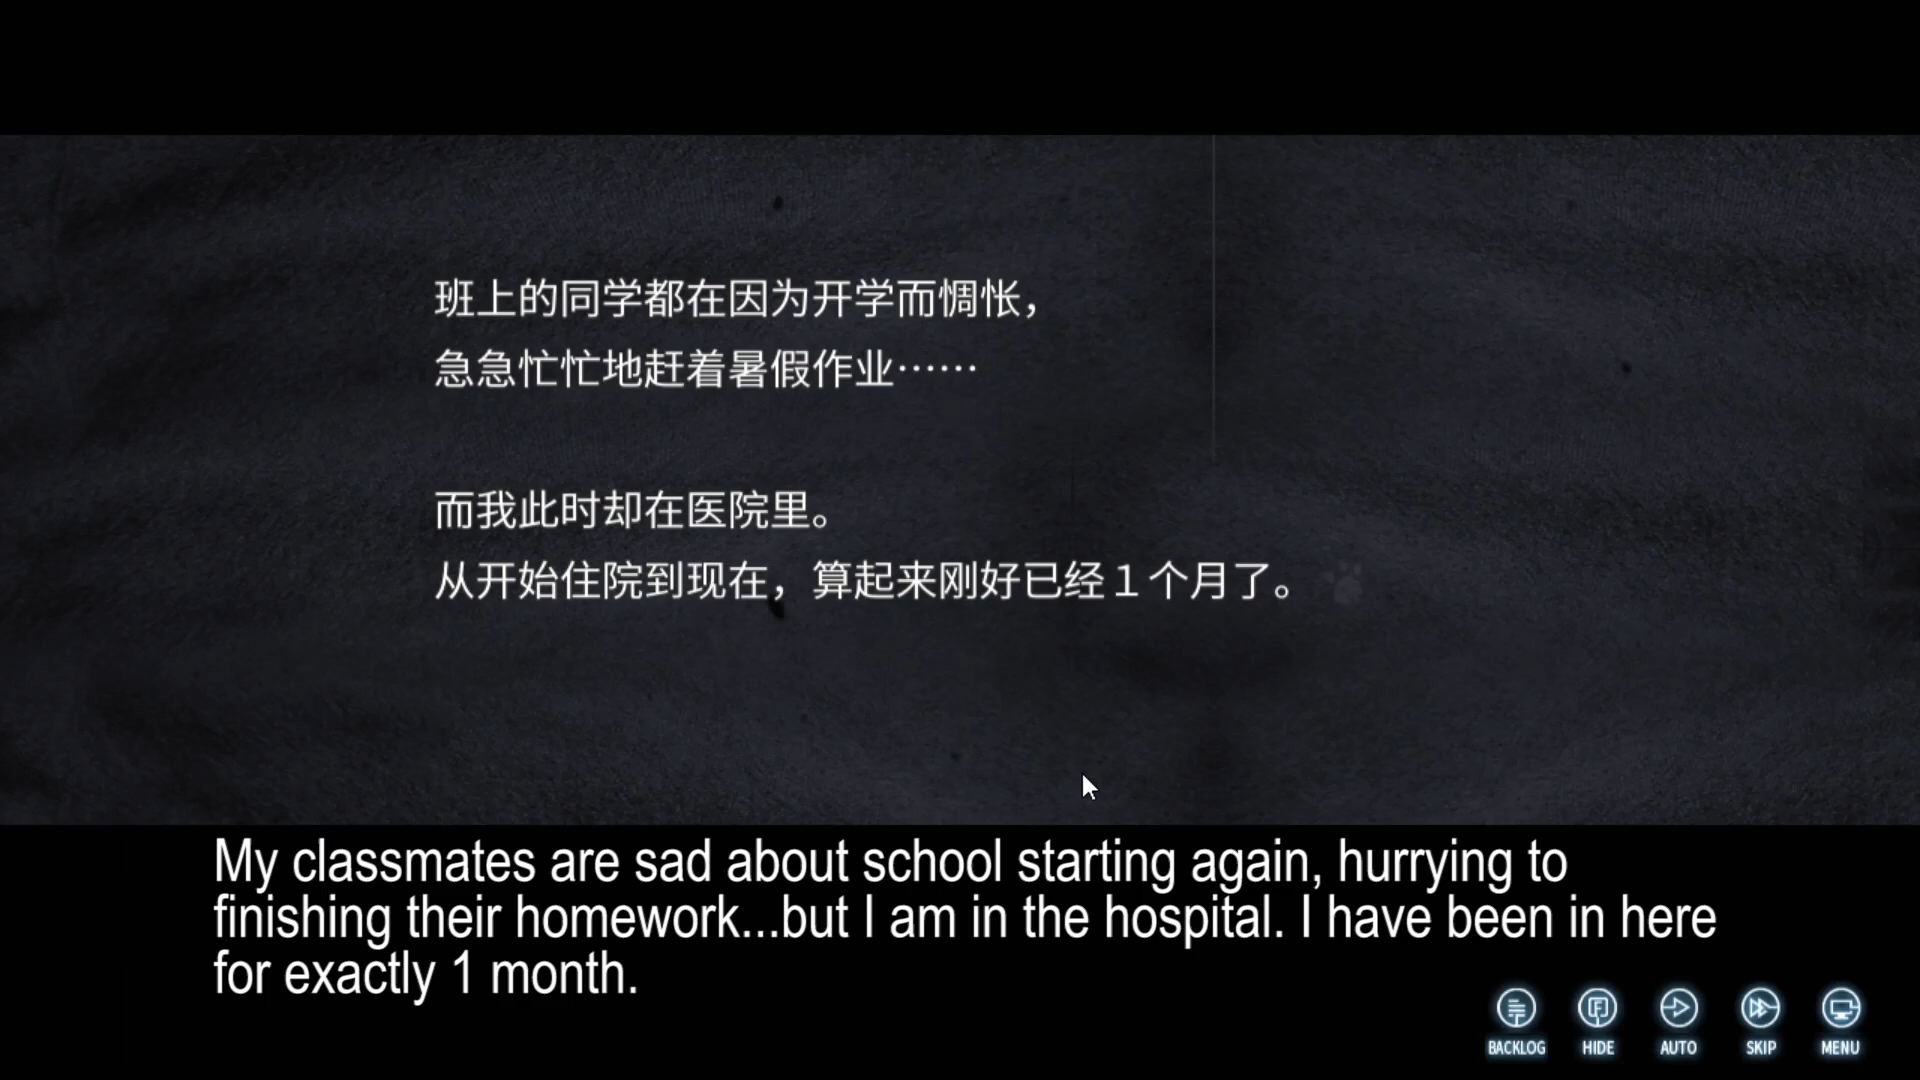 班上的同学都在因为开学而惆怅，
急急忙忙地赶着暑假作业……
而我此时却在医院里。
从开始住院到现在，算起来刚好已经１个月了。
My classmates are sad about school starting again, hurrying to
finishing their homework...but I am in the hospital. I have been in here
for exactly 1 month.
BACKLOG HIDE AUTO SKIP MENU